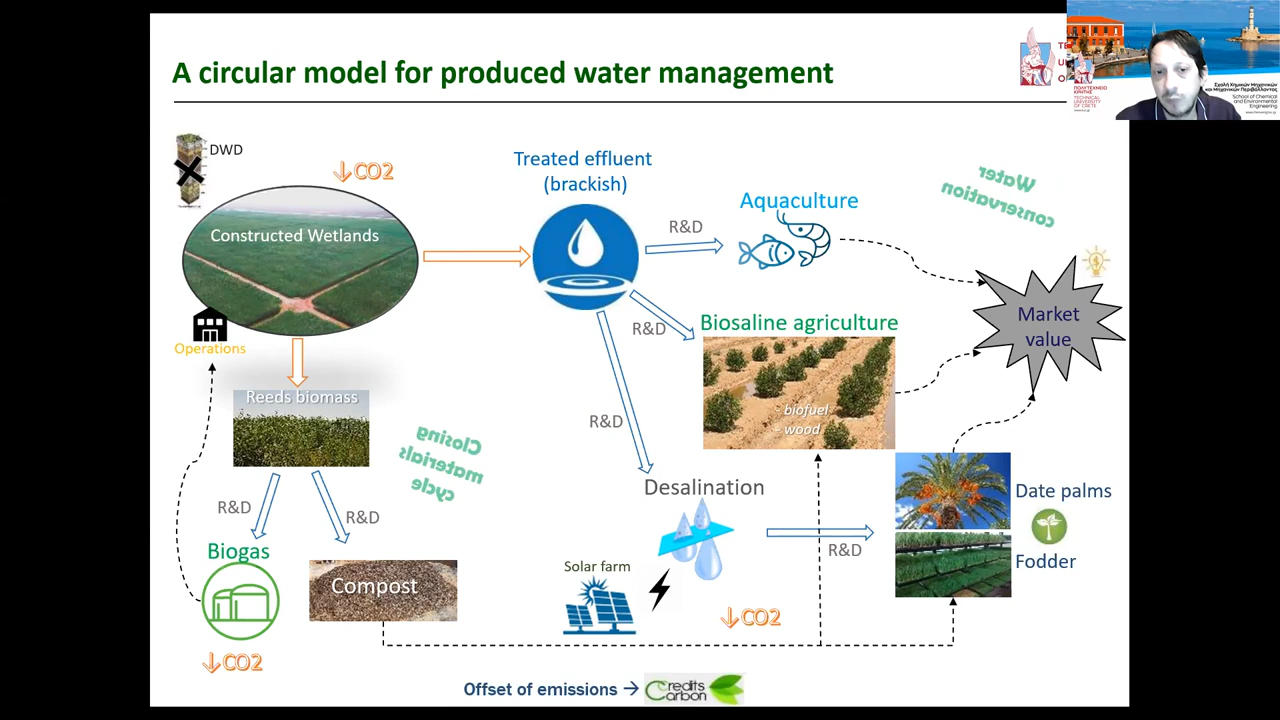 A circular model for produced water management
ΠΟΛΥΤΕΧΝΕΙΟ
ΚΡΗΤΗΣ
TECHNICAL
UNIVERSITY
OF CRETE
Σχολή Χημικών Μηχανικών
και Μηχανικών Περιβάλλοντος
School of Chemical
and Environmental
Engineering
DWD
↓CO2
Constructed Wetlands
Operations
Treated effluent
(brackish)
R&D
Aquaculture
Water
conservation
Market
value
R&D
Biosaline agriculture
- biofuel
- wood
Reeds biomass
Closing
materials
cycle
R&D
R&D
R&D
Biogas
↓CO2
Compost
Desalination
Solar farm
↓CO2
R&D
Date palms
Fodder
Offset of emissions →
Credits
Carbon